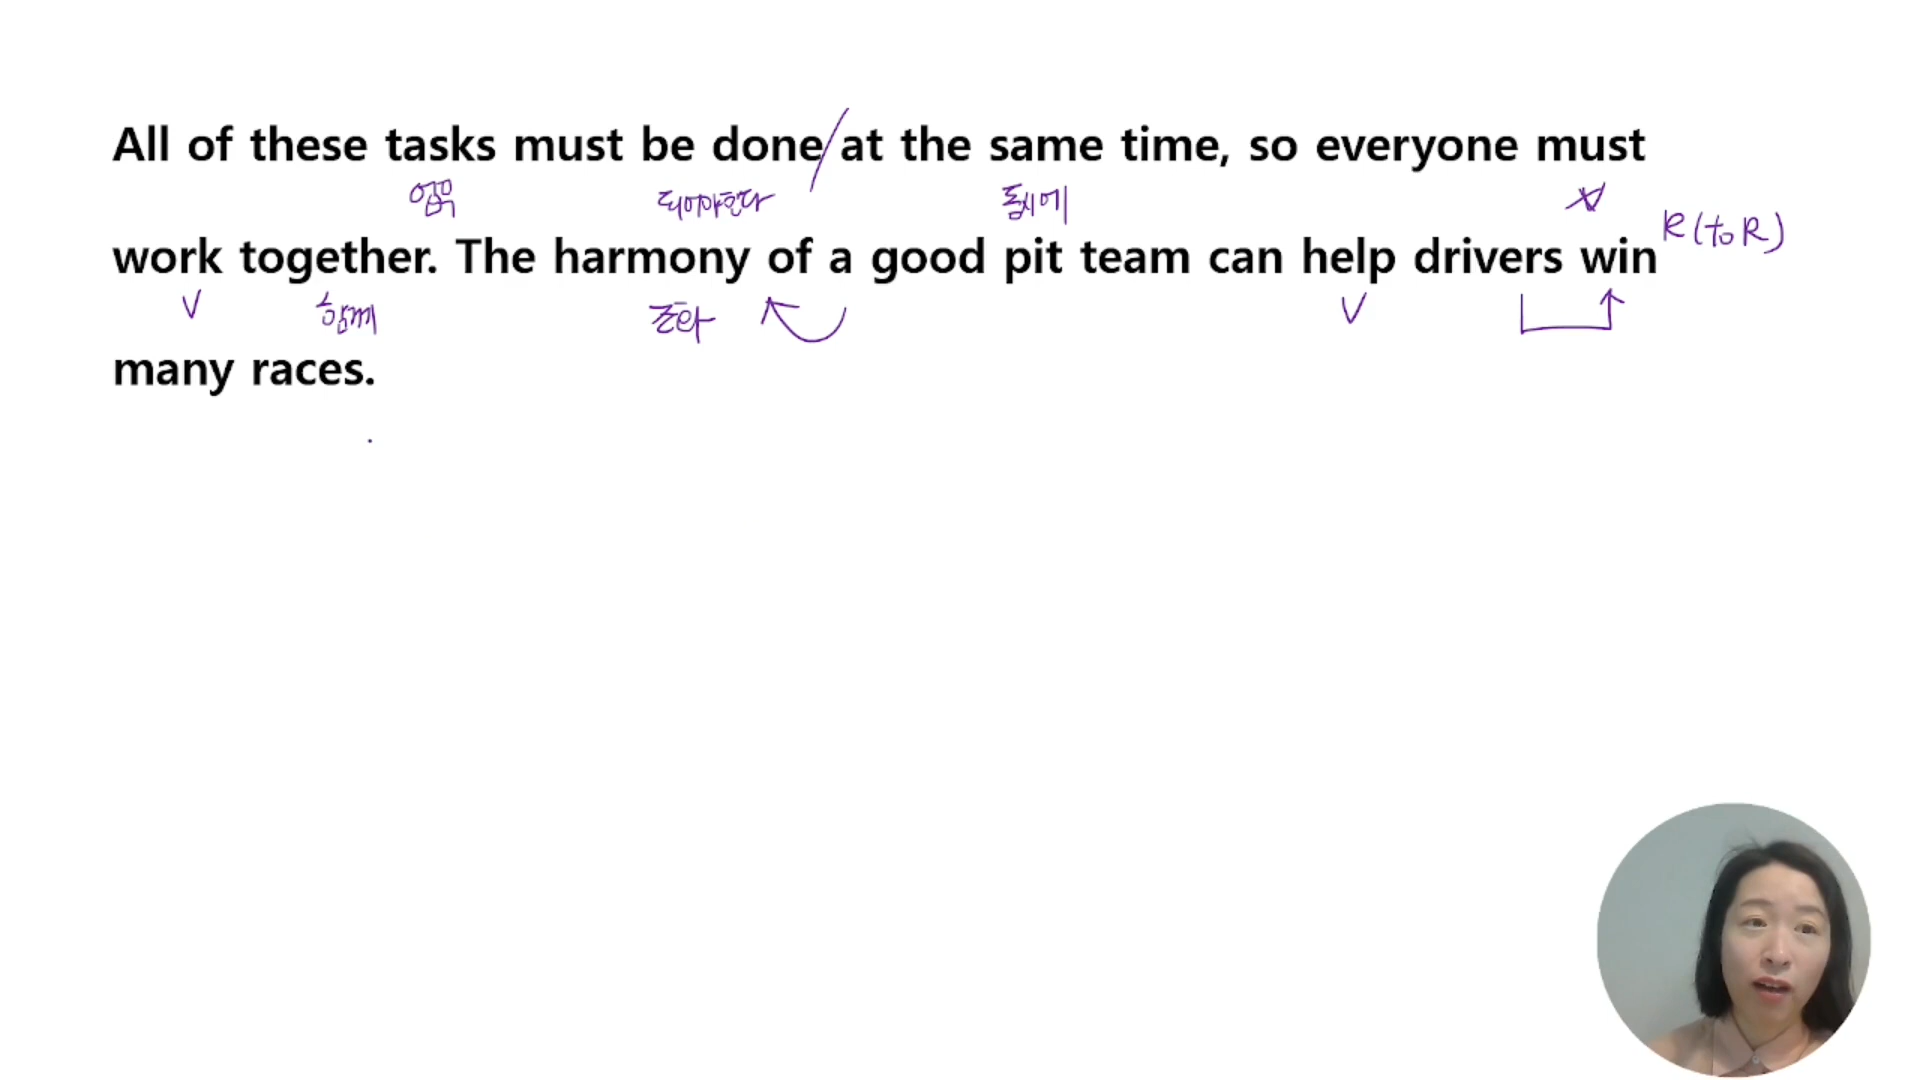 All of these tasks must be done/at the same time, so everyone must
업무 되어야한다 동시에
work together. The harmony of a good pit team can help drivers win R(to R)
V 함께 조화 V
many races.